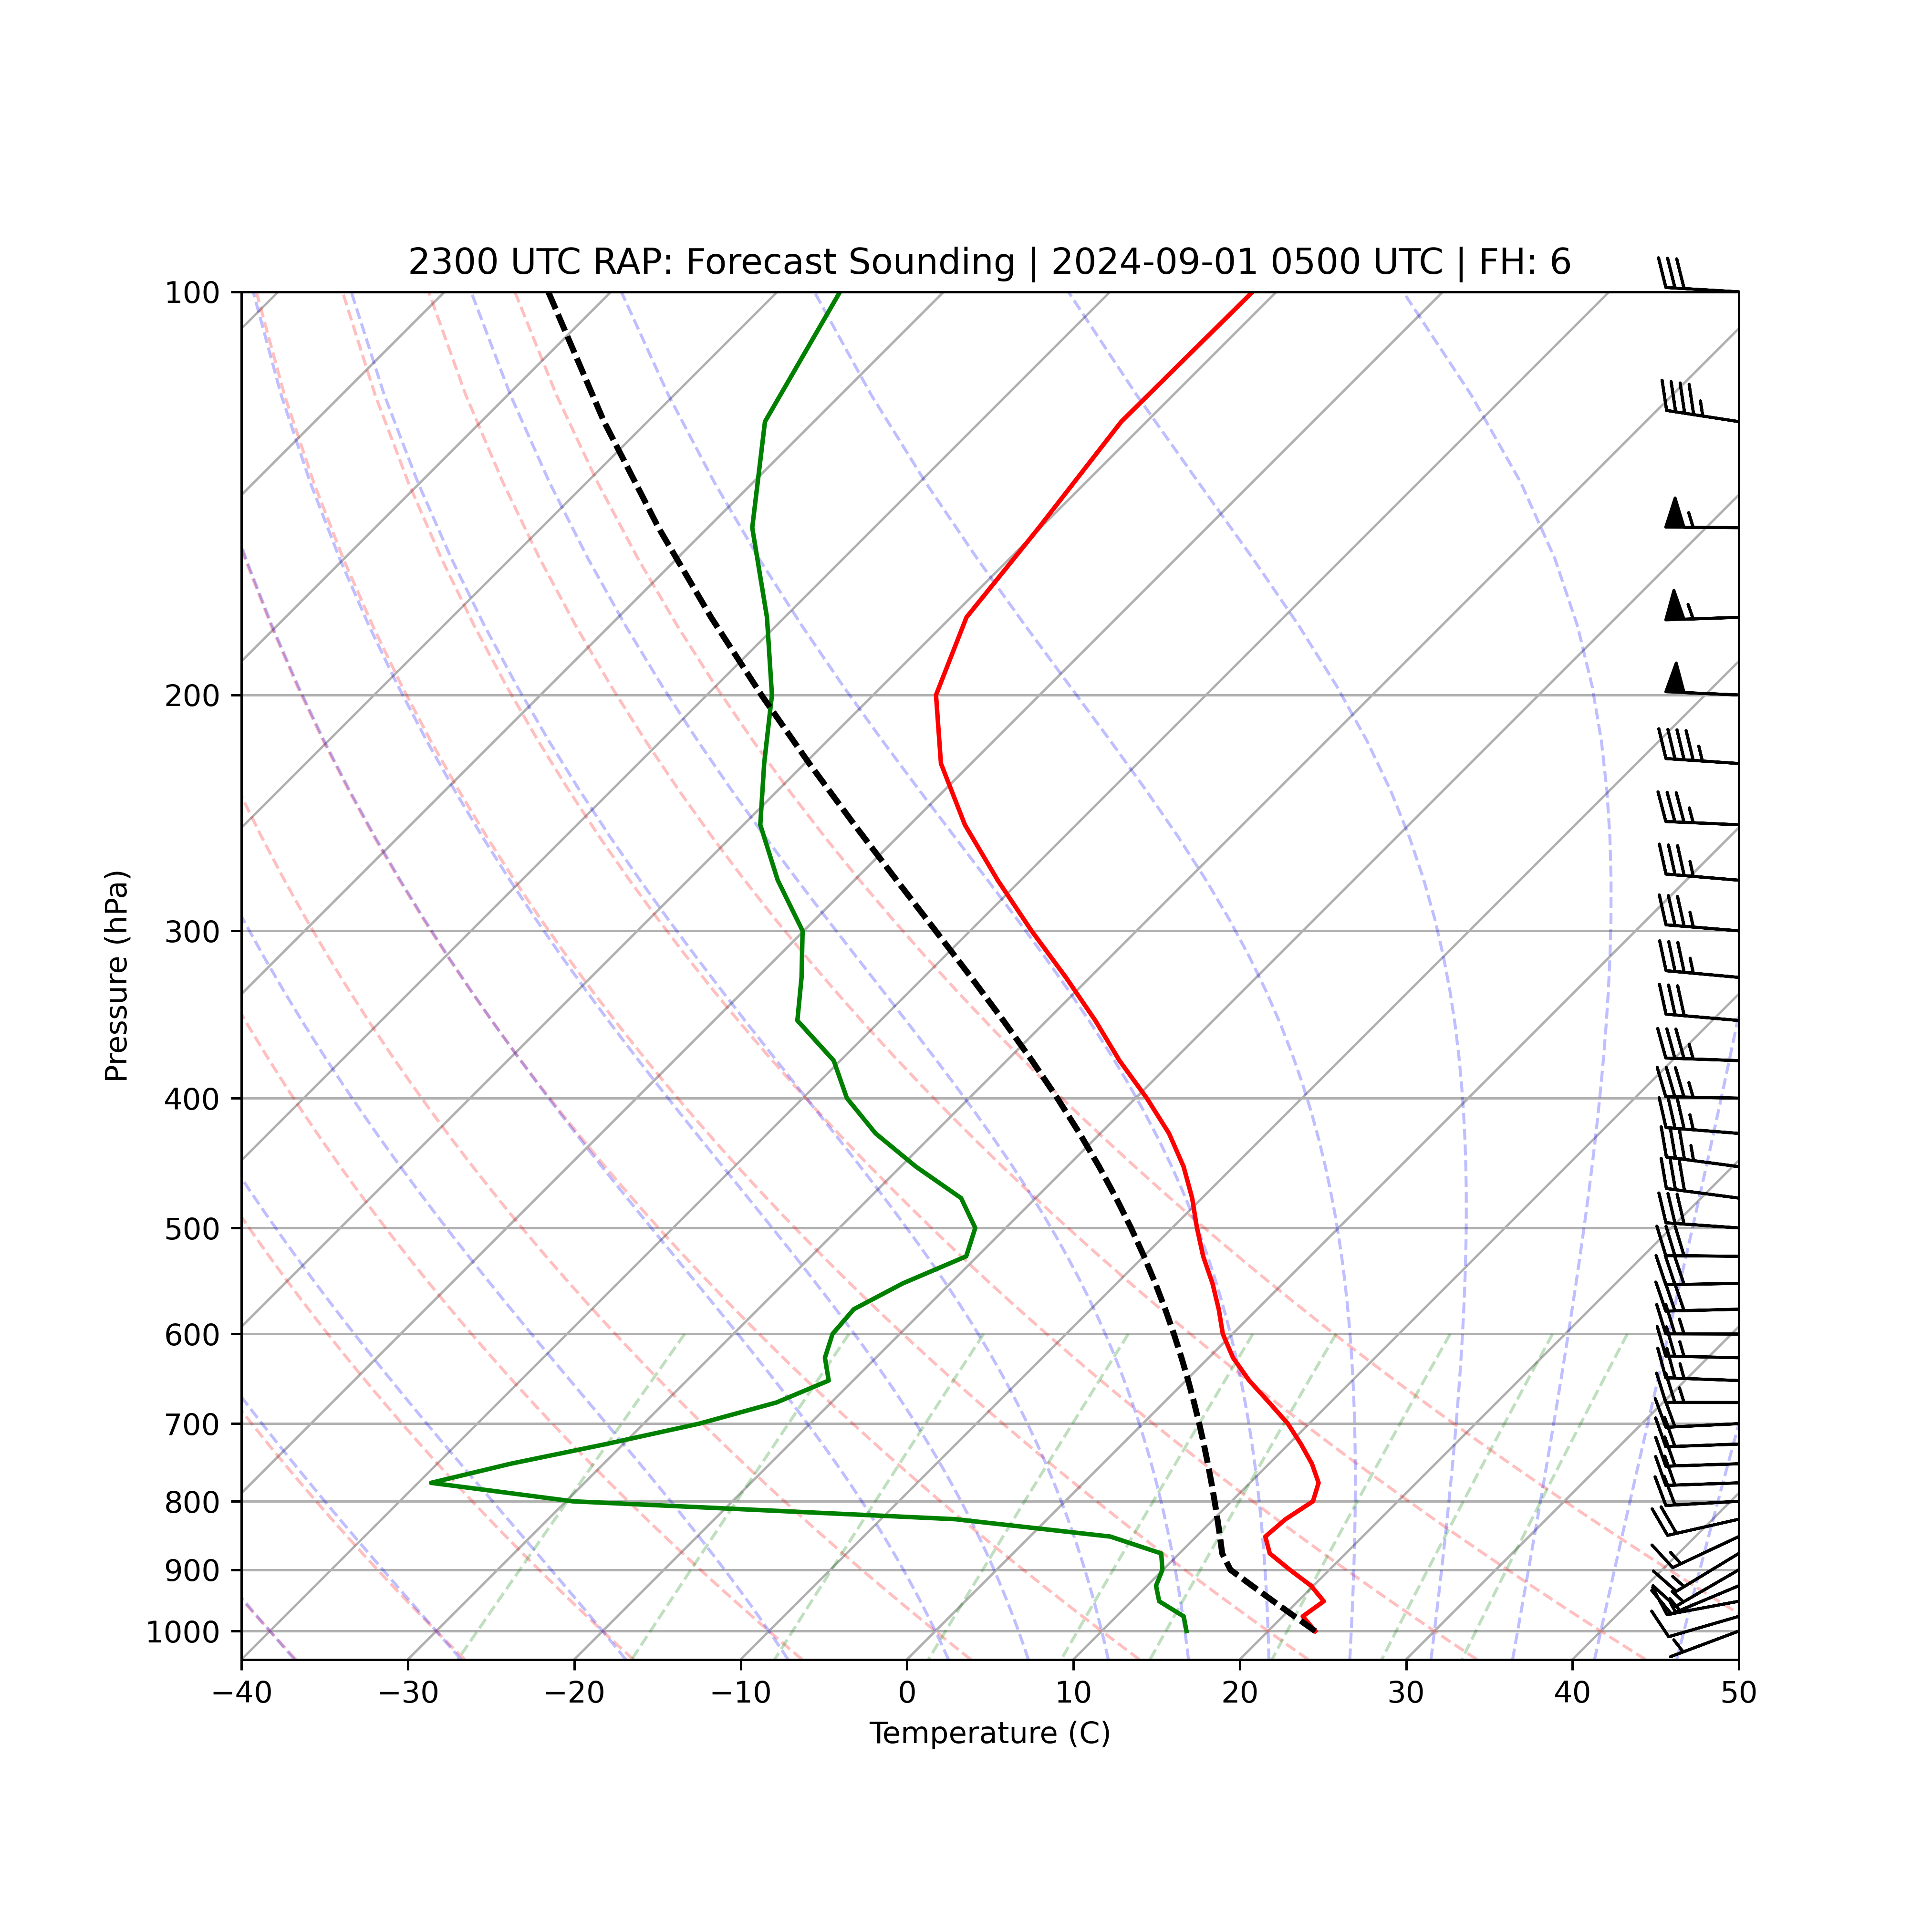 2300 UTC RAP: Forecast Sounding | 2024-09-01 0500 UTC | FH: 6
100
200
300
400
500
600
700
800
900
1000
Pressure (hPa)
−40 −30 −20 −10 0 10 20 30 40 50
Temperature (C)